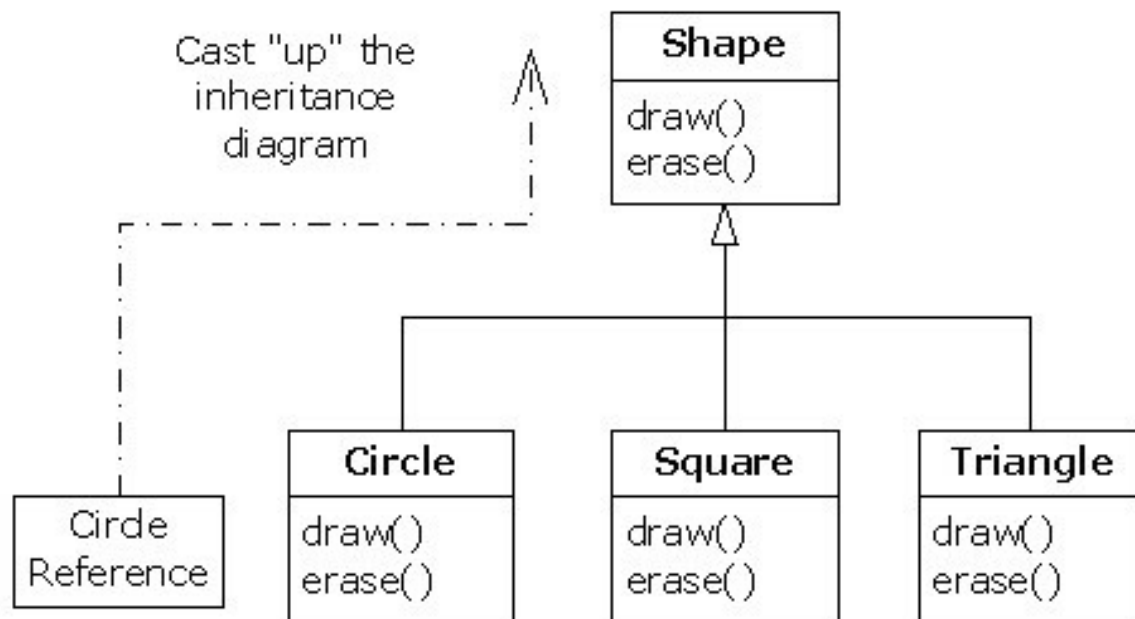 Cast "up" the
inheritance
diagram
Shape
draw()
erase()
Circle
Reference
Circle
draw()
erase()
Square
draw()
erase()
Triangle
draw()
erase()